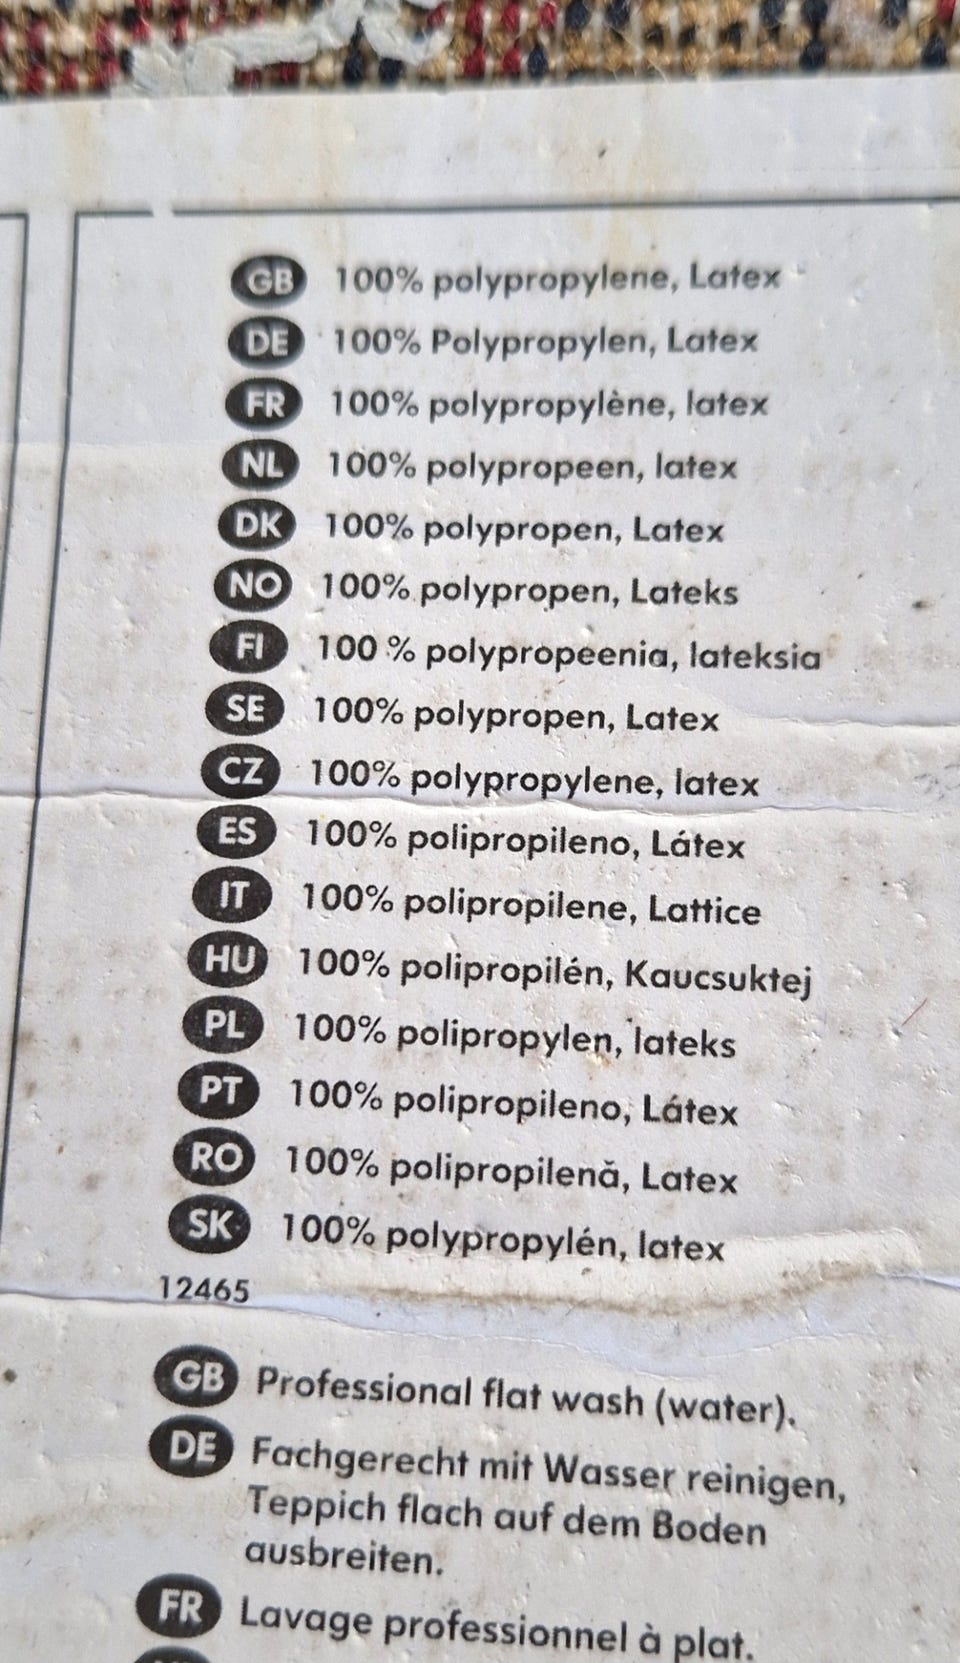 GB 100% polypropylene, Latex
DE 100% Polypropylen, Latex
FR 100% polypropylène, latex
NL 100% polypropeen, latex
DK 100% polypropen, Latex
NO 100% polypropen, Lateks
FI 100 % polypropeenia, lateksia
SE 100% polypropen, Latex
CZ 100% polypropylene, latex
ES 100% polipropileno, Látex
IT 100% polipropilene, Lattice
HU 100% polipropilén, Kaucsuktej
PL 100% polipropylen, lateks
PT 100% polipropileno, Látex
RO 100% polipropilenă, Latex
SK 100% polypropylén, latex
12465
GB Professional flat wash (water).
DE Fachgerecht mit Wasser reinigen,
Teppich flach auf dem Boden
ausbreiten.
FR Lavage professionnel à plat.